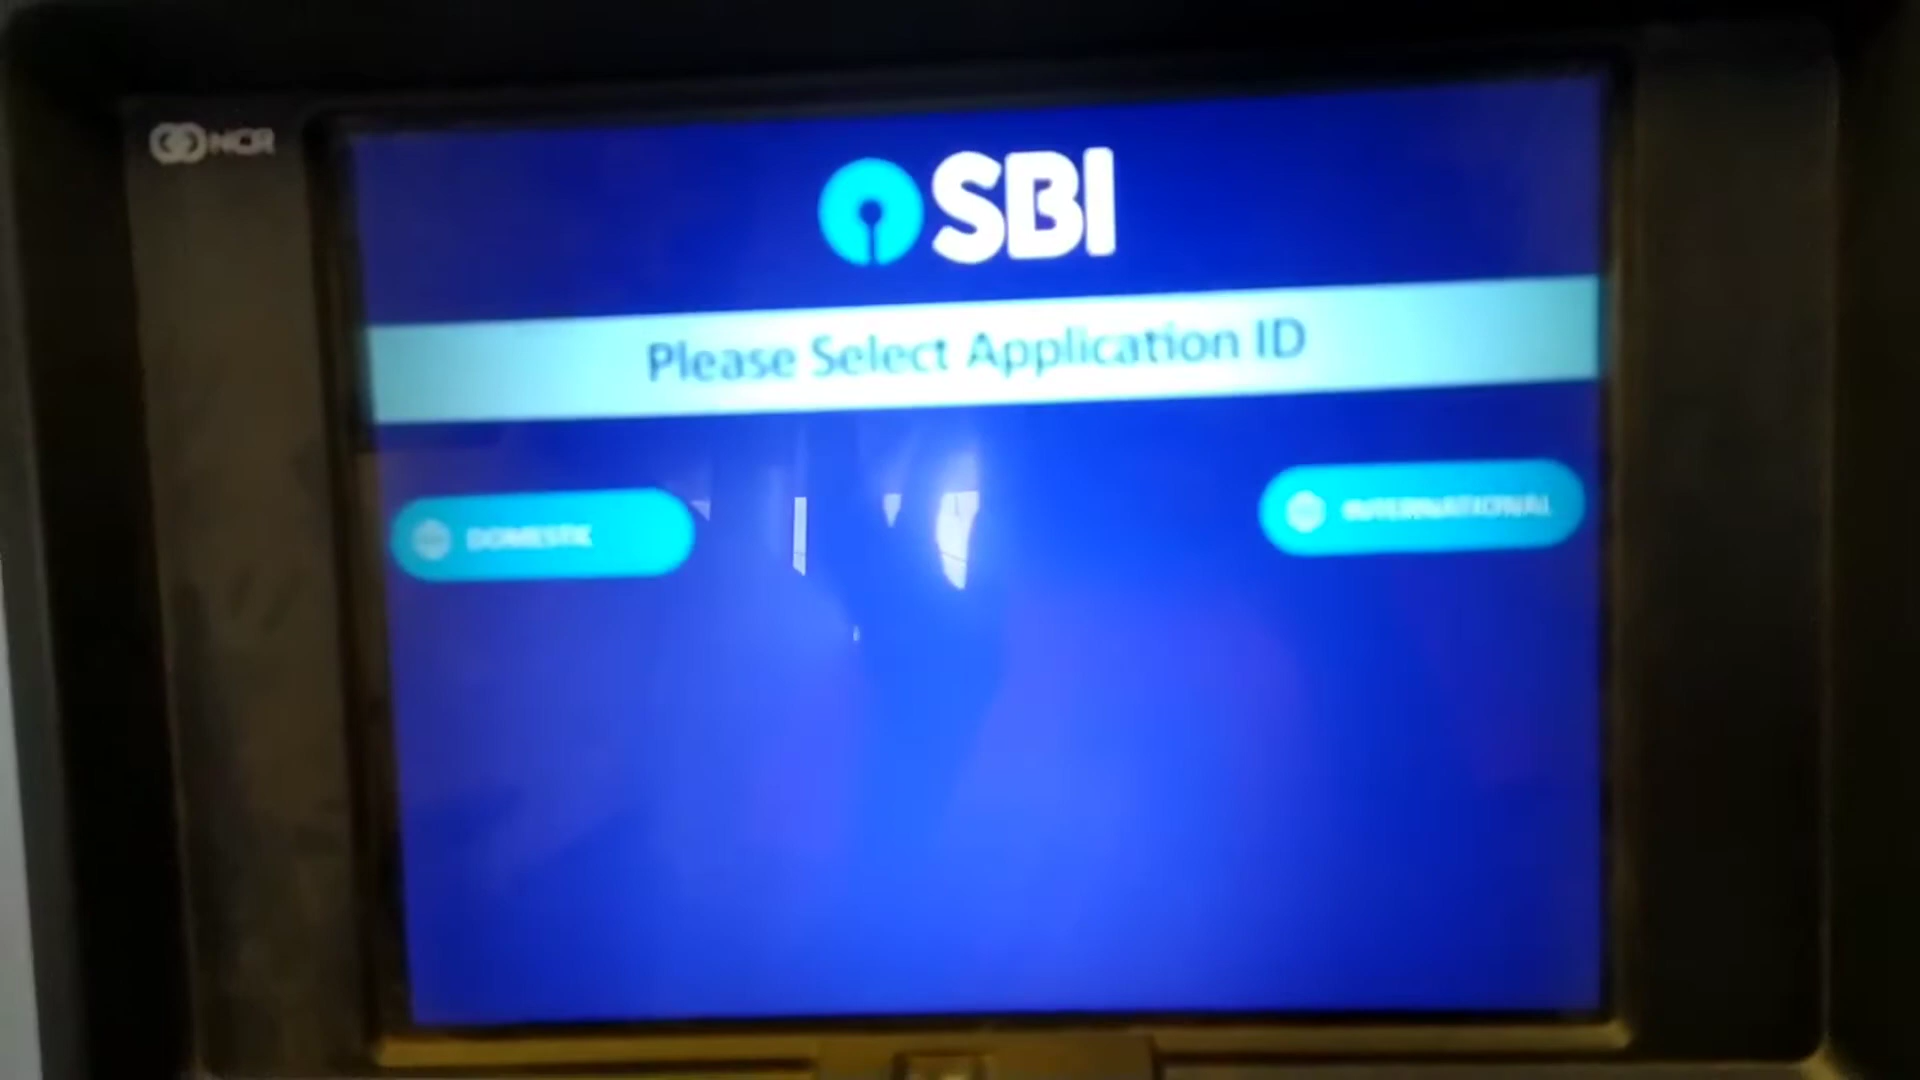 NCR
SBI
Please Select Application ID
DOMESTIC
INTERNATIONAL